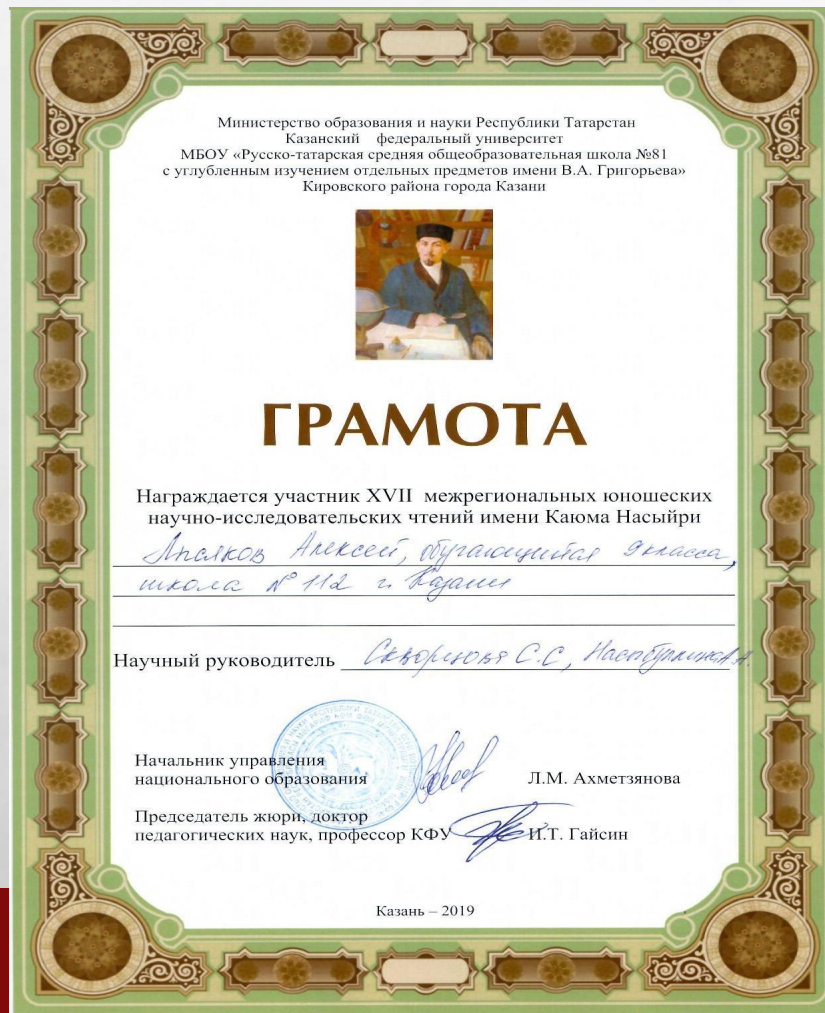 Министерство образования и науки Республики Татарстан
Казанский федеральный университет
МБОУ «Русско-татарская средняя общеобразовательная школа №81
с углубленным изучением отдельных предметов имени В.А. Григорьева»
Кировского района города Казани
ГРАМОТА
Награждается участник XVII межрегиональных юношеских
научно-исследовательских чтений имени Каюма Насыйри
Алексей, обучающийся 9 класса,
школа № 112 г. Казани
Научный руководитель Скворцова С.С, Насыбуллина А.А.
Начальник управления
национального образования Л.М. Ахметзянова
Председатель жюри, доктор
педагогических наук, профессор КФУ И.Т. Гайсин
Казань – 2019